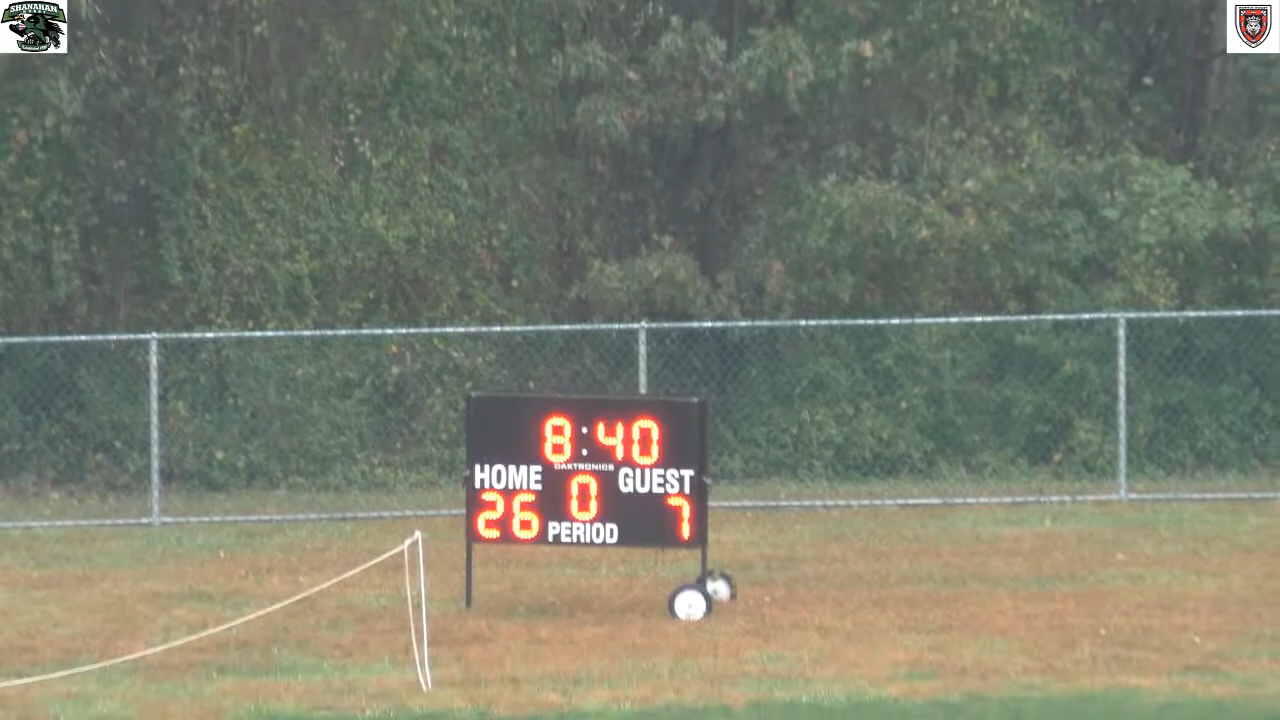 SHANAHAN
8:40
DAKTRONICS
HOME GUEST
0
26 7
PERIOD